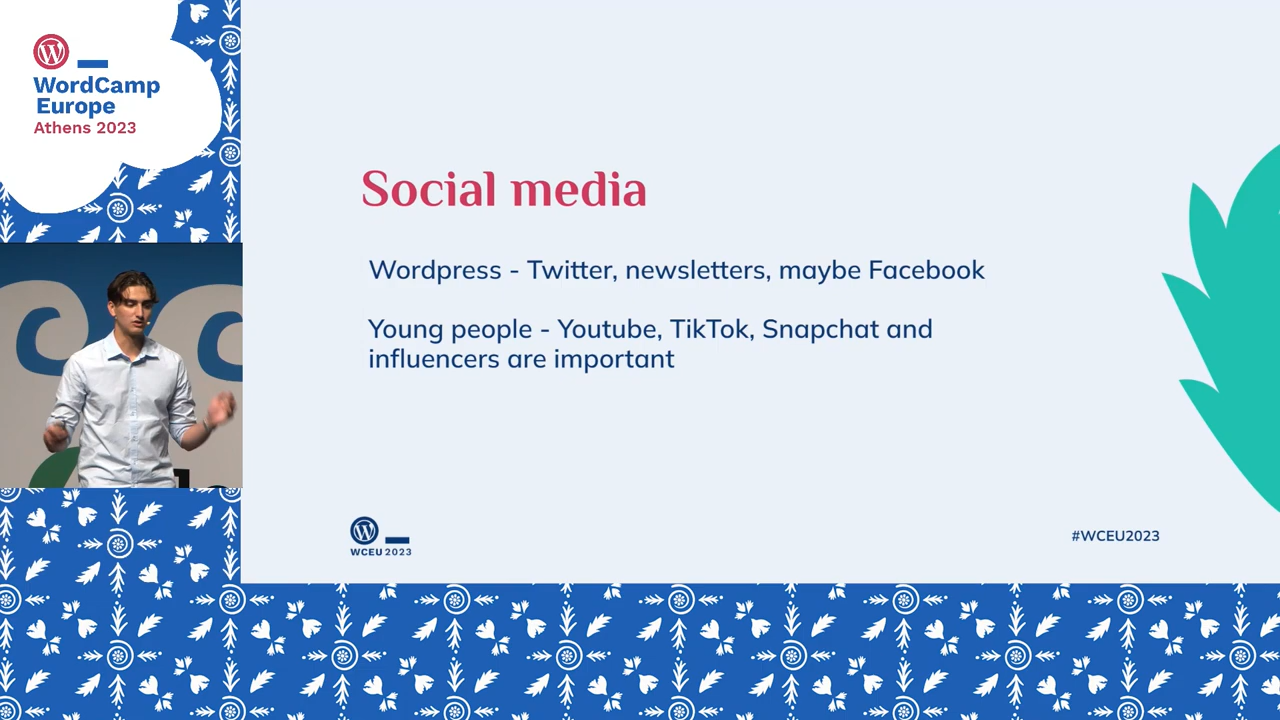 WordCamp
Europe
Athens 2023
Social media
Wordpress - Twitter, newsletters, maybe Facebook
Young people - Youtube, TikTok, Snapchat and
influencers are important
WCEU 2023
#WCEU2023